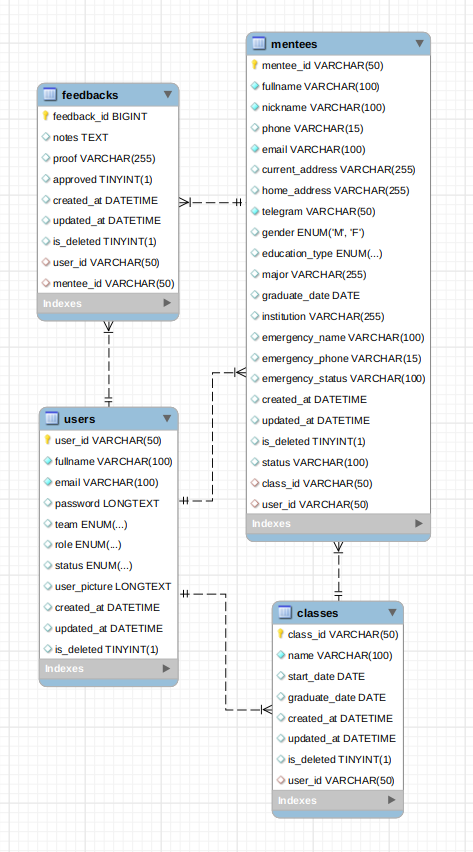 feedbacks
feedback_id BIGINT
notes TEXT
proof VARCHAR(255)
approved TINYINT(1)
created_at DATETIME
updated_at DATETIME
is_deleted TINYINT(1)
user_id VARCHAR(50)
mentee_id VARCHAR(50)
Indexes
mentees
mentee_id VARCHAR(50)
fullname VARCHAR(100)
nickname VARCHAR(100)
phone VARCHAR(15)
email VARCHAR(100)
current_address VARCHAR(255)
home_address VARCHAR(255)
telegram VARCHAR(50)
gender ENUM('M', 'F')
education_type ENUM(...)
major VARCHAR(255)
graduate_date DATE
institution VARCHAR(255)
emergency_name VARCHAR(100)
emergency_phone VARCHAR(15)
emergency_status VARCHAR(100)
created_at DATETIME
updated_at DATETIME
is_deleted TINYINT(1)
status VARCHAR(100)
class_id VARCHAR(50)
user_id VARCHAR(50)
Indexes
users
user_id VARCHAR(50)
fullname VARCHAR(100)
email VARCHAR(100)
password LONGTEXT
team ENUM(...)
role ENUM(...)
status ENUM(...)
user_picture LONGTEXT
created_at DATETIME
updated_at DATETIME
is_deleted TINYINT(1)
Indexes
classes
class_id VARCHAR(50)
name VARCHAR(100)
start_date DATE
graduate_date DATE
created_at DATETIME
updated_at DATETIME
is_deleted TINYINT(1)
user_id VARCHAR(50)
Indexes